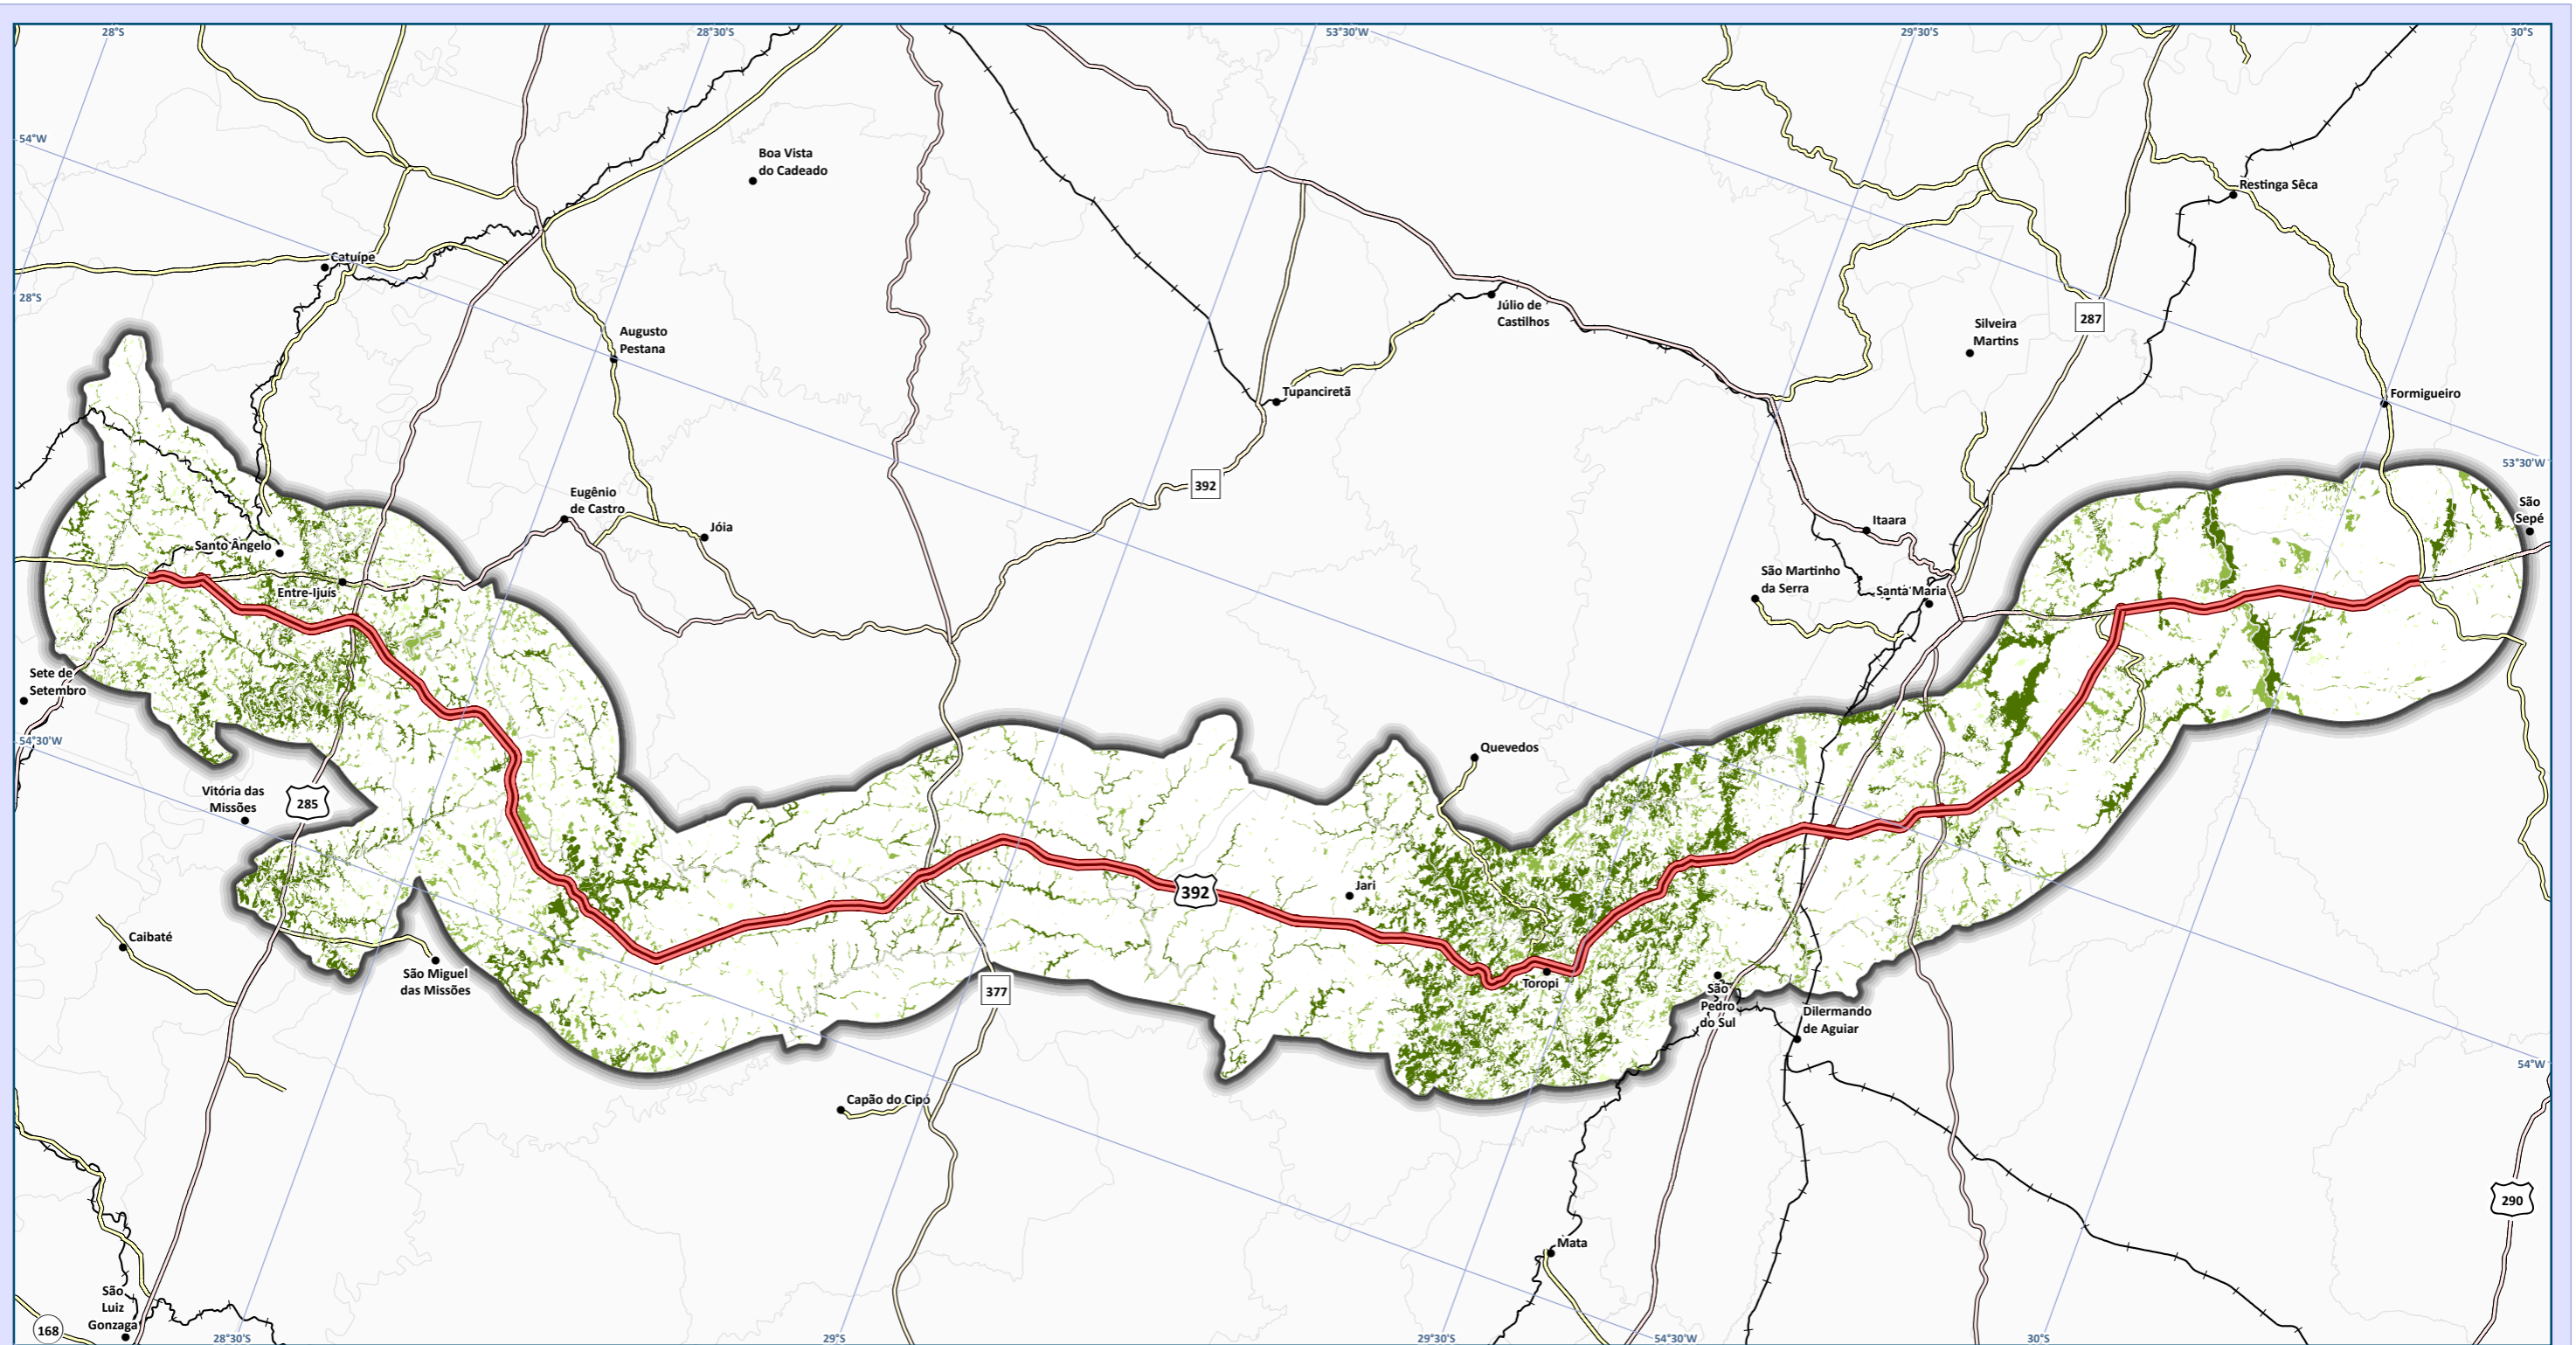 28°S
28°30'S
53°30'W
29°30'S
30°S
54°W
Boa Vista
do Cadeado
Restinga Sêca
Catuípe
28°S
Júlio de
Castilhos
287
Silveira
Martins
Augusto
Pestana
Tupanciretã
Formigueiro
53°30'W
392
Eugênio
de Castro
Jóia
São
Sepé
Itaara
Santo Ângelo
São Martinho
da Serra
Santa Maria
Entre-Ijuís
Sete de
Setembro
54°30'W
Quevedos
Vitória das
Missões
285
392
Jari
Caibaté
São Miguel
das Missões
377
Toropi
São
Pedro
do Sul
Dilermando
de Aguiar
54°W
Capão do Cipó
290
Mata
São
Luiz
Gonzaga
168
28°30'S
29°S
29°30'S
54°30'W
30°S